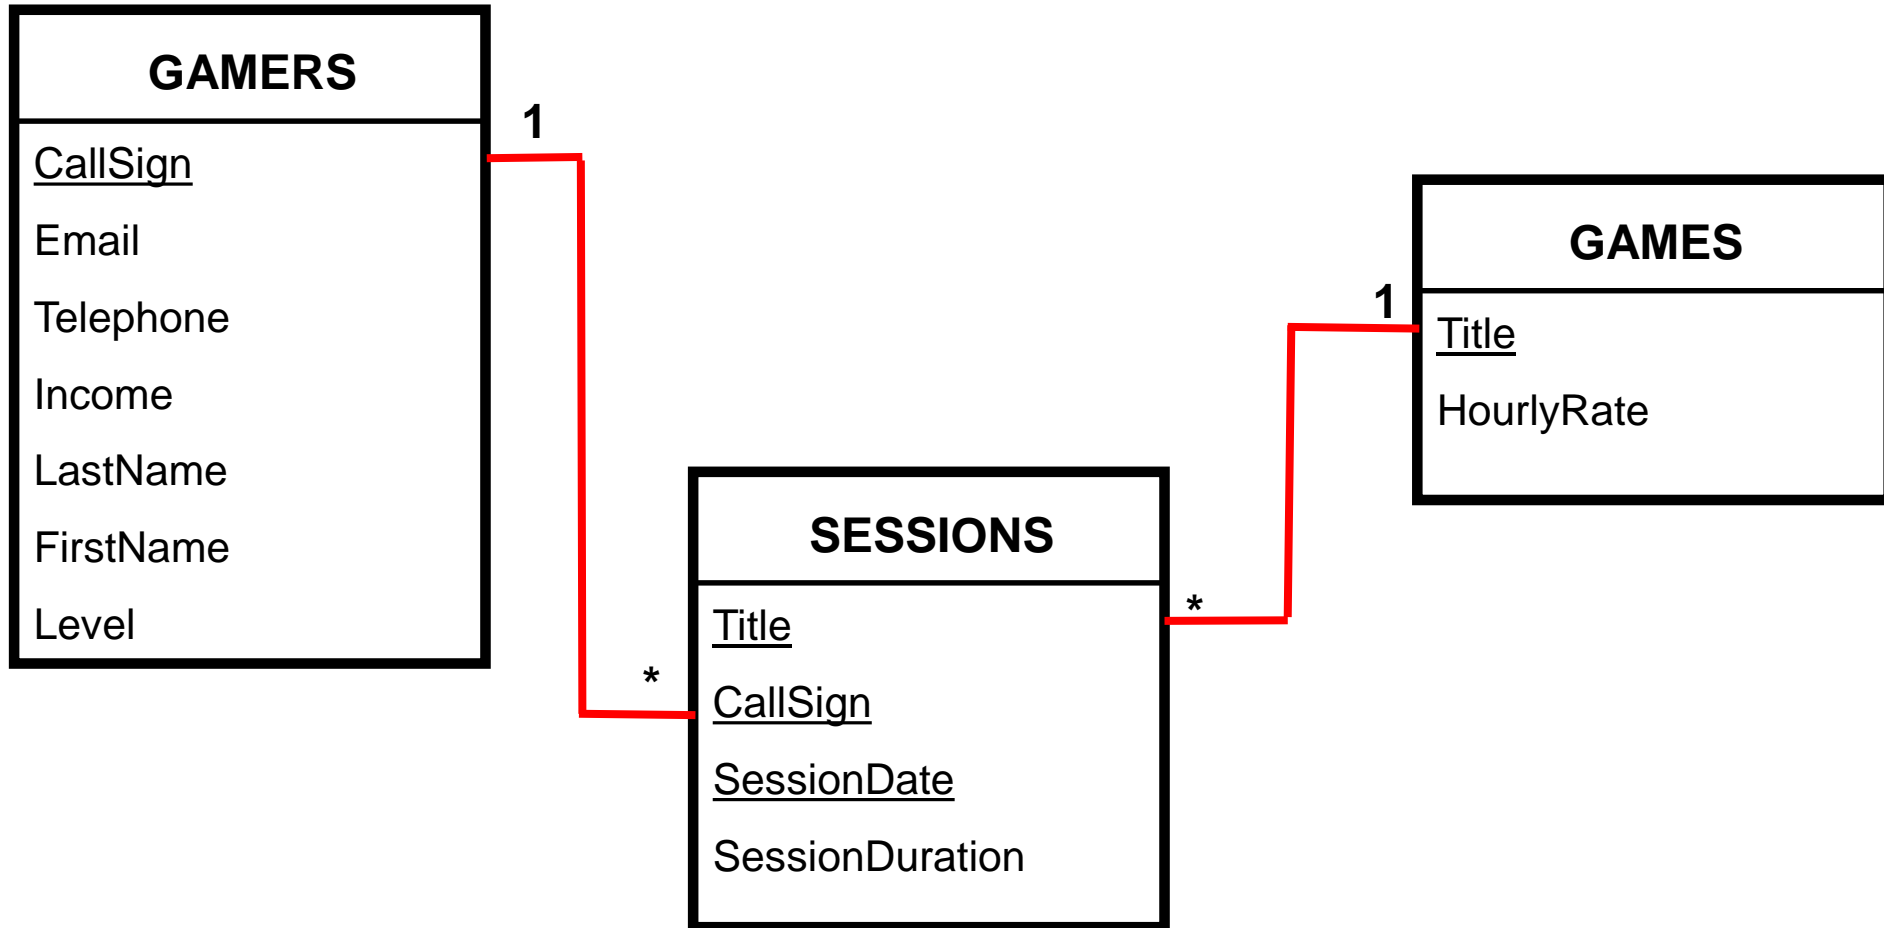 GAMERS
1
CallSign
Email
Telephone
Income
LastName
FirstName
Level
*
SESSIONS
Title
CallSign
SessionDate
SessionDuration
*
1
GAMES
Title
HourlyRate